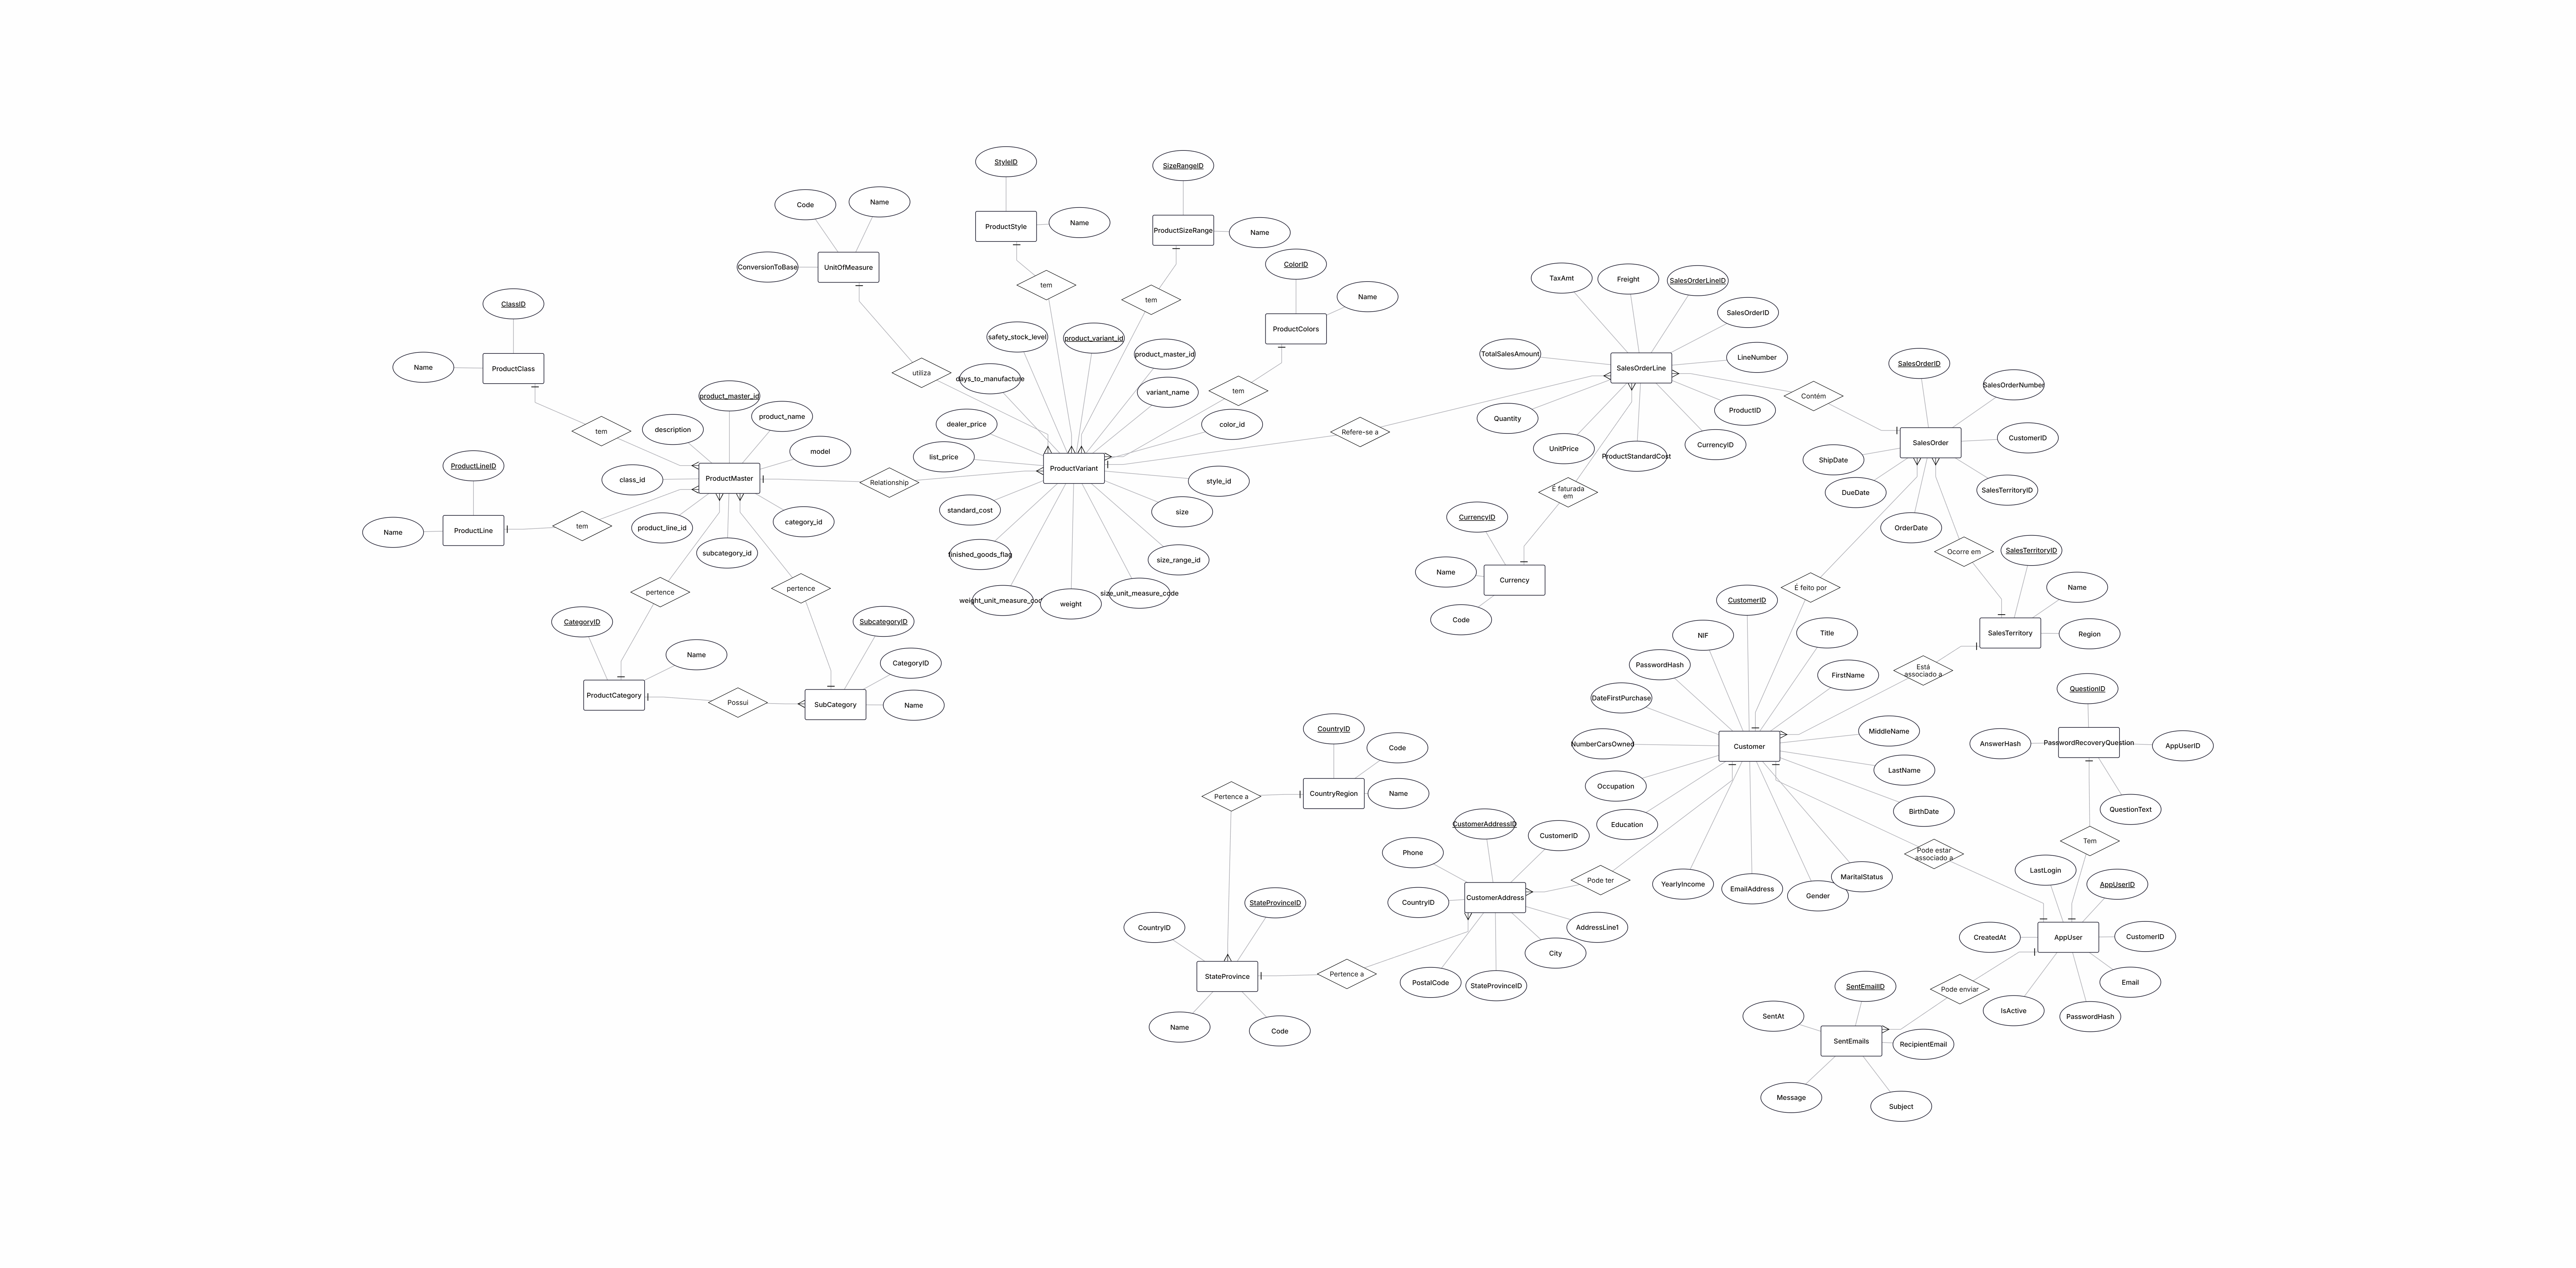 StyleID
SizeRangeID
Code
Name
ProductStyle
Name
ProductSizeRange
Name
ConversionToBase
UnitOfMeasure
ColorID
tem
tem
Name
ProductColors
ClassID
safety_stock_level
product_variant_id
product_master_id
Name
ProductClass
utiliza
days_to_manufacture
variant_name
tem
product_master_id
product_name
description
tem
dealer_price
color_id
model
list_price
ProductLineID
class_id
ProductMaster
Relationship
ProductVariant
style_id
Refere-se a
Name
ProductLine
tem
product_line_id
category_id
subcategory_id
standard_cost
size
finished_goods_flag
size_range_id
pertence
pertence
weight_unit_measure_cod
weight
size_unit_measure_code
CategoryID
SubcategoryID
Name
CategoryID
ProductCategory
Possui
SubCategory
Name
TaxAmt
Freight
SalesOrderLineID
SalesOrderID
TotalSalesAmount
SalesOrderLine
LineNumber
SalesOrderID
SalesOrderNumber
Contém
Quantity
ProductID
UnitPrice
ProductStandardCost
CurrencyID
SalesOrder
CustomerID
ShipDate
DueDate
SalesTerritoryID
OrderDate
É faturada
em
CurrencyID
Name
Currency
Code
Ocorre em
SalesTerritoryID
Name
É feito por
CustomerID
NIF
Title
SalesTerritory
Region
PasswordHash
FirstName
Está
associado a
DateFirstPurchase
QuestionID
NumberCarsOwned
Customer
MiddleName
AnswerHash
PasswordRecoveryQuestion
AppUserID
LastName
Occupation
BirthDate
QuestionText
Education
Tem
Pode estar
associado a
CountryID
Code
Pertence a
CountryRegion
Name
CustomerAddressID
CustomerID
Phone
Pode ter
YearlyIncome
EmailAddress
Gender
MaritalStatus
LastLogin
AppUserID
CountryID
CustomerAddress
StateProvinceID
CountryID
AddressLine1
City
CreatedAt
AppUser
CustomerID
StateProvince
Pertence a
PostalCode
StateProvinceID
Name
Code
SentEmailID
Pode enviar
Email
IsActive
PasswordHash
SentAt
SentEmails
RecipientEmail
Message
Subject